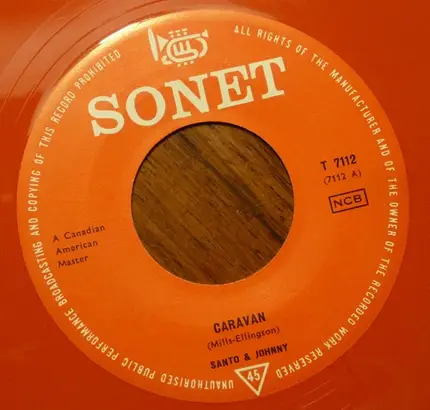 SONET
ALL RIGHTS OF THE MANUFACTURER AND OF THE OWNER OF THE RECORDED WORK RESERVED.
UNAUTHORISED PUBLIC PERFORMANCE BROADCASTING AND COPYING OF THIS RECORD PROHIBITED
T 7112
(7112 A)
NCB
A Canadian
American
Master
CARAVAN
(Mills-Ellington)
SANTO & JOHNNY
45